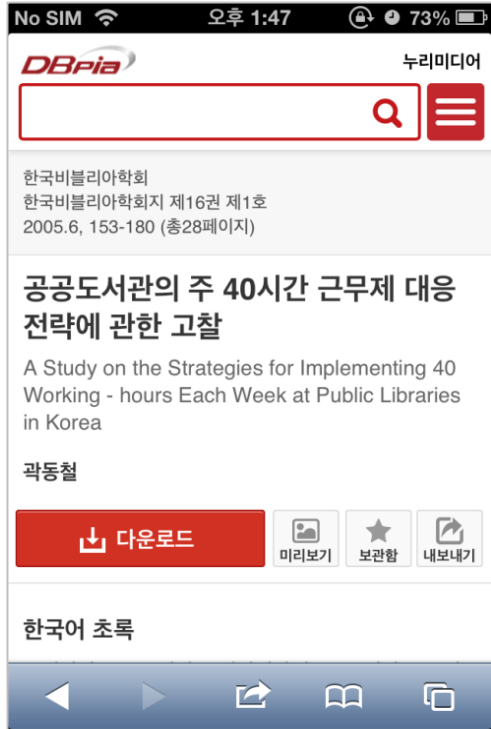 No SIM 오후 1:47 73%
DBpia 누리미디어
한국비블리아학회
한국비블리아학회지 제16권 제1호
2005.6, 153-180 (총28페이지)
공공도서관의 주 40시간 근무제 대응
전략에 관한 고찰
A Study on the Strategies for Implementing 40
Working - hours Each Week at Public Libraries
in Korea
곽동철
다운로드
미리보기 보관함 내보내기
한국어 초록